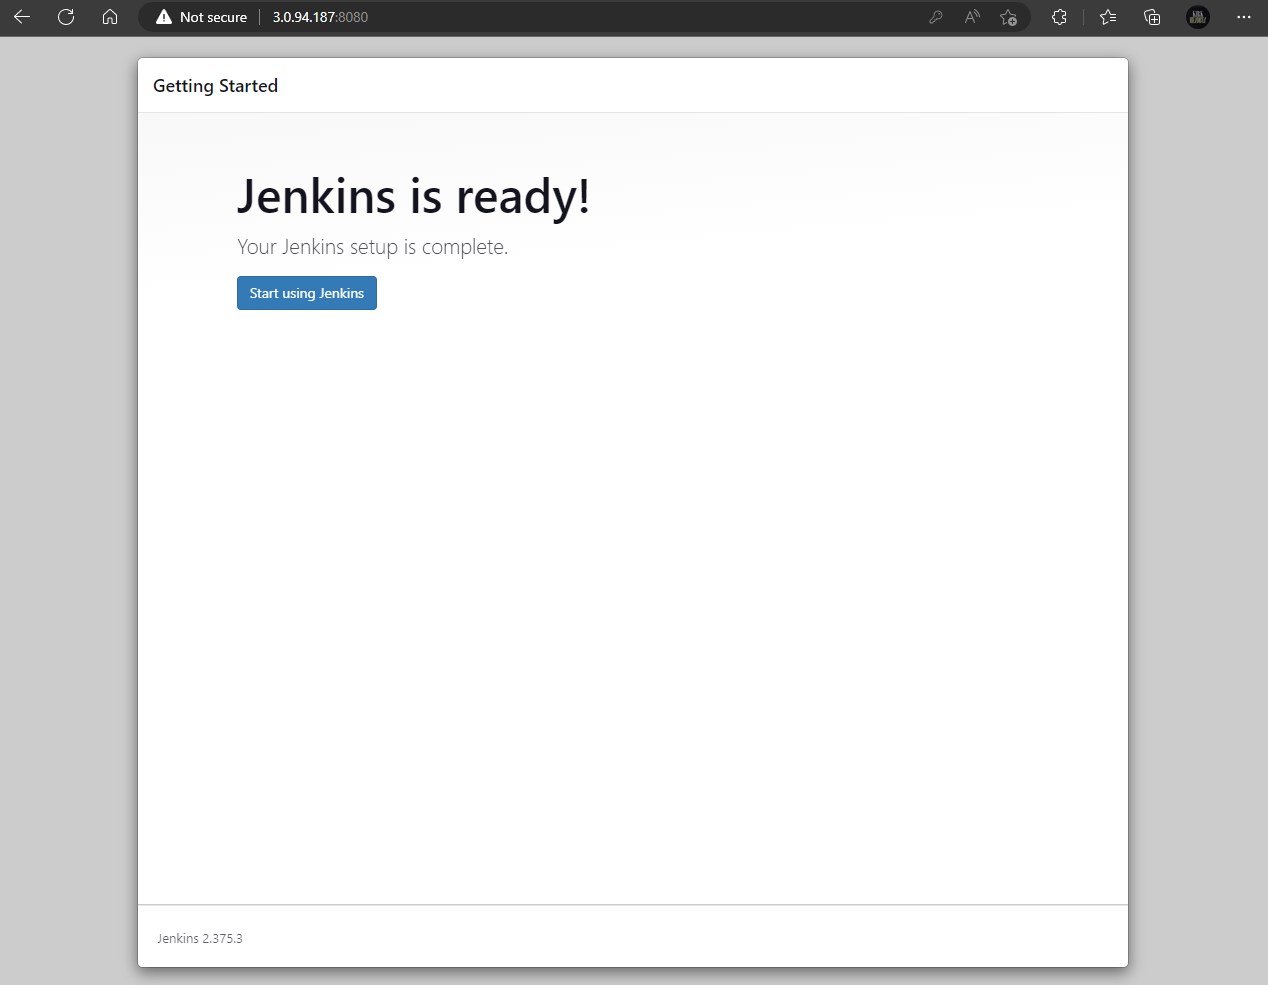 Not secure | 3.0.94.187:8080
Getting Started
Jenkins is ready!
Your Jenkins setup is complete.
Start using Jenkins
Jenkins 2.375.3